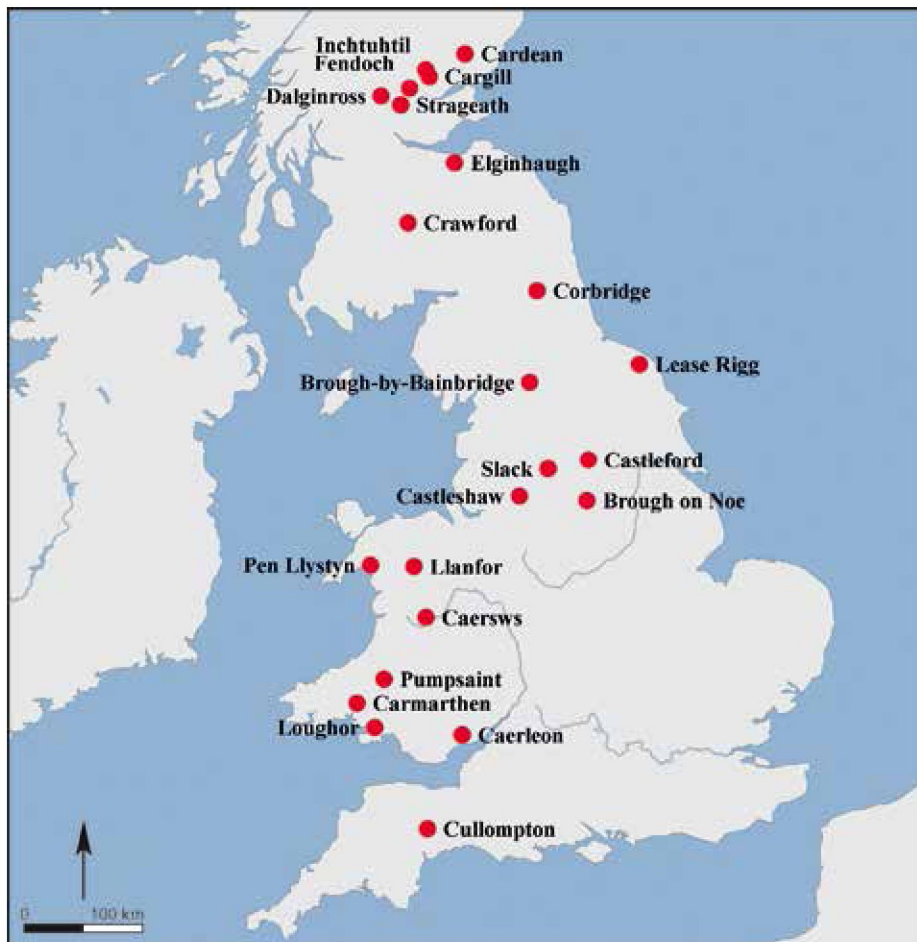 Inchtuhtil
Cardean
Fendoch
Cargill
Dalginross
Strageath
Elginhaugh
Crawford
Corbridge
Lease Rigg
Brough-by-Bainbridge
Castleford
Slack
Castleshaw
Brough on Noe
Pen Llystyn
Llanfor
Caersws
Pumpsaint
Carmarthen
Loughor
Caerleon
Cullompton
0 100 km